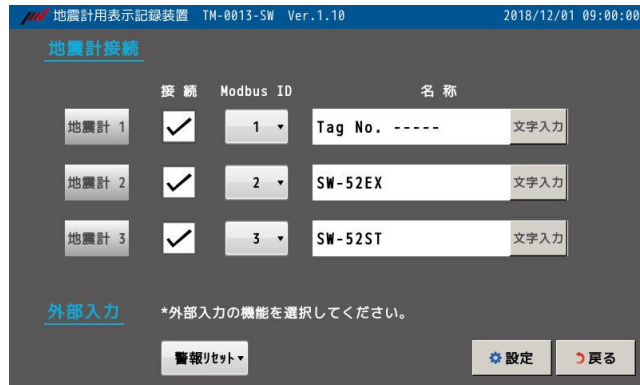 地震計用表示記録装置 TM-0013-SW Ver.1.10 2018/12/01 09:00:00
地震計接続
接 続 Modbus ID 名 称
地震計 1 1 Tag No. ----- 文字入力
地震計 2 2 SW-52EX 文字入力
地震計 3 3 SW-52ST 文字入力
外部入力 *外部入力の機能を選択してください。
警報リセット 設定 戻る